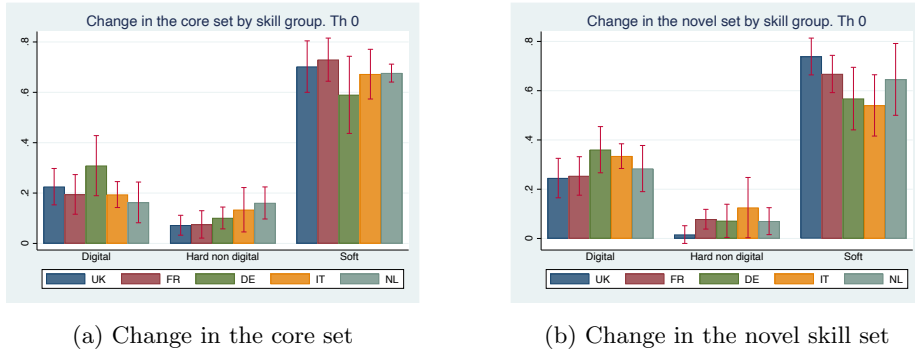 Change in the core set by skill group. Th 0
.8
.6
.4
.2
0
Digital Hard non digital Soft
UK FR DE IT NL
(a) Change in the core set
Change in the novel set by skill group. Th 0
.8
.6
.4
.2
0
Digital Hard non digital Soft
UK FR DE IT NL
(b) Change in the novel skill set